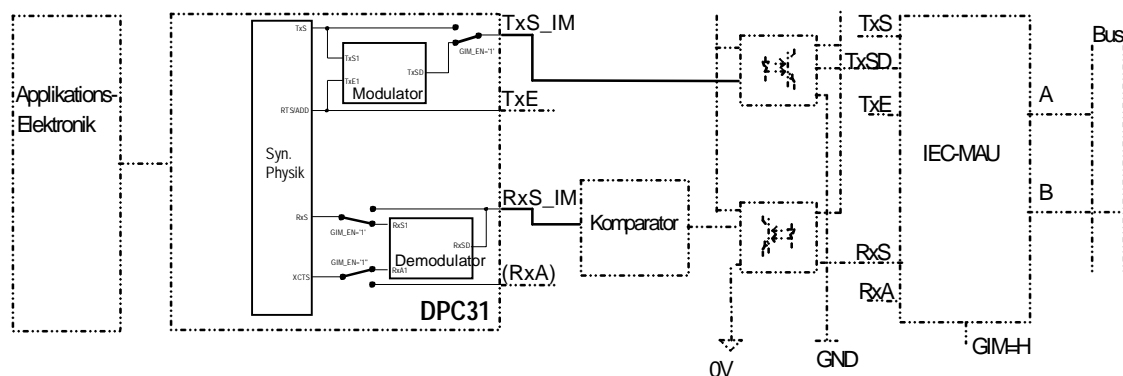 Applikations-
Elektronik
Syn.
Physik
TxS
RTS/ADD
RxS
XCTS
TxS1
TxE1
TxSD
Modulator
GIM_EN='1'
TxS_IM
TxE
GIM_EN='1'
GIM_EN='1"
RxS1
RxSD
RxA1
Demodulator
RxS_IM
(RxA)
DPC31
Komparator
0V
GND
TxS
TxSD
TxE
RxS
RxA
IEC-MAU
GIM=H
A
B
Bus